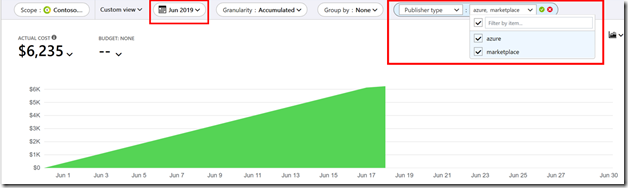 Scope : Contoso... Custom view Jun 2019 Granularity : Accumulated Group by : None Publisher type : azure, marketplace
Filter by item...
azure
marketplace
ACTUAL COST BUDGET: NONE
$6,235 --
$6K
$5K
$4K
$3K
$2K
$1K
$0
Jun 1 Jun 3 Jun 5 Jun 7 Jun 9 Jun 11 Jun 13 Jun 15 Jun 17 Jun 19 Jun 21 Jun 23 Jun 25 Jun 27 Jun 30